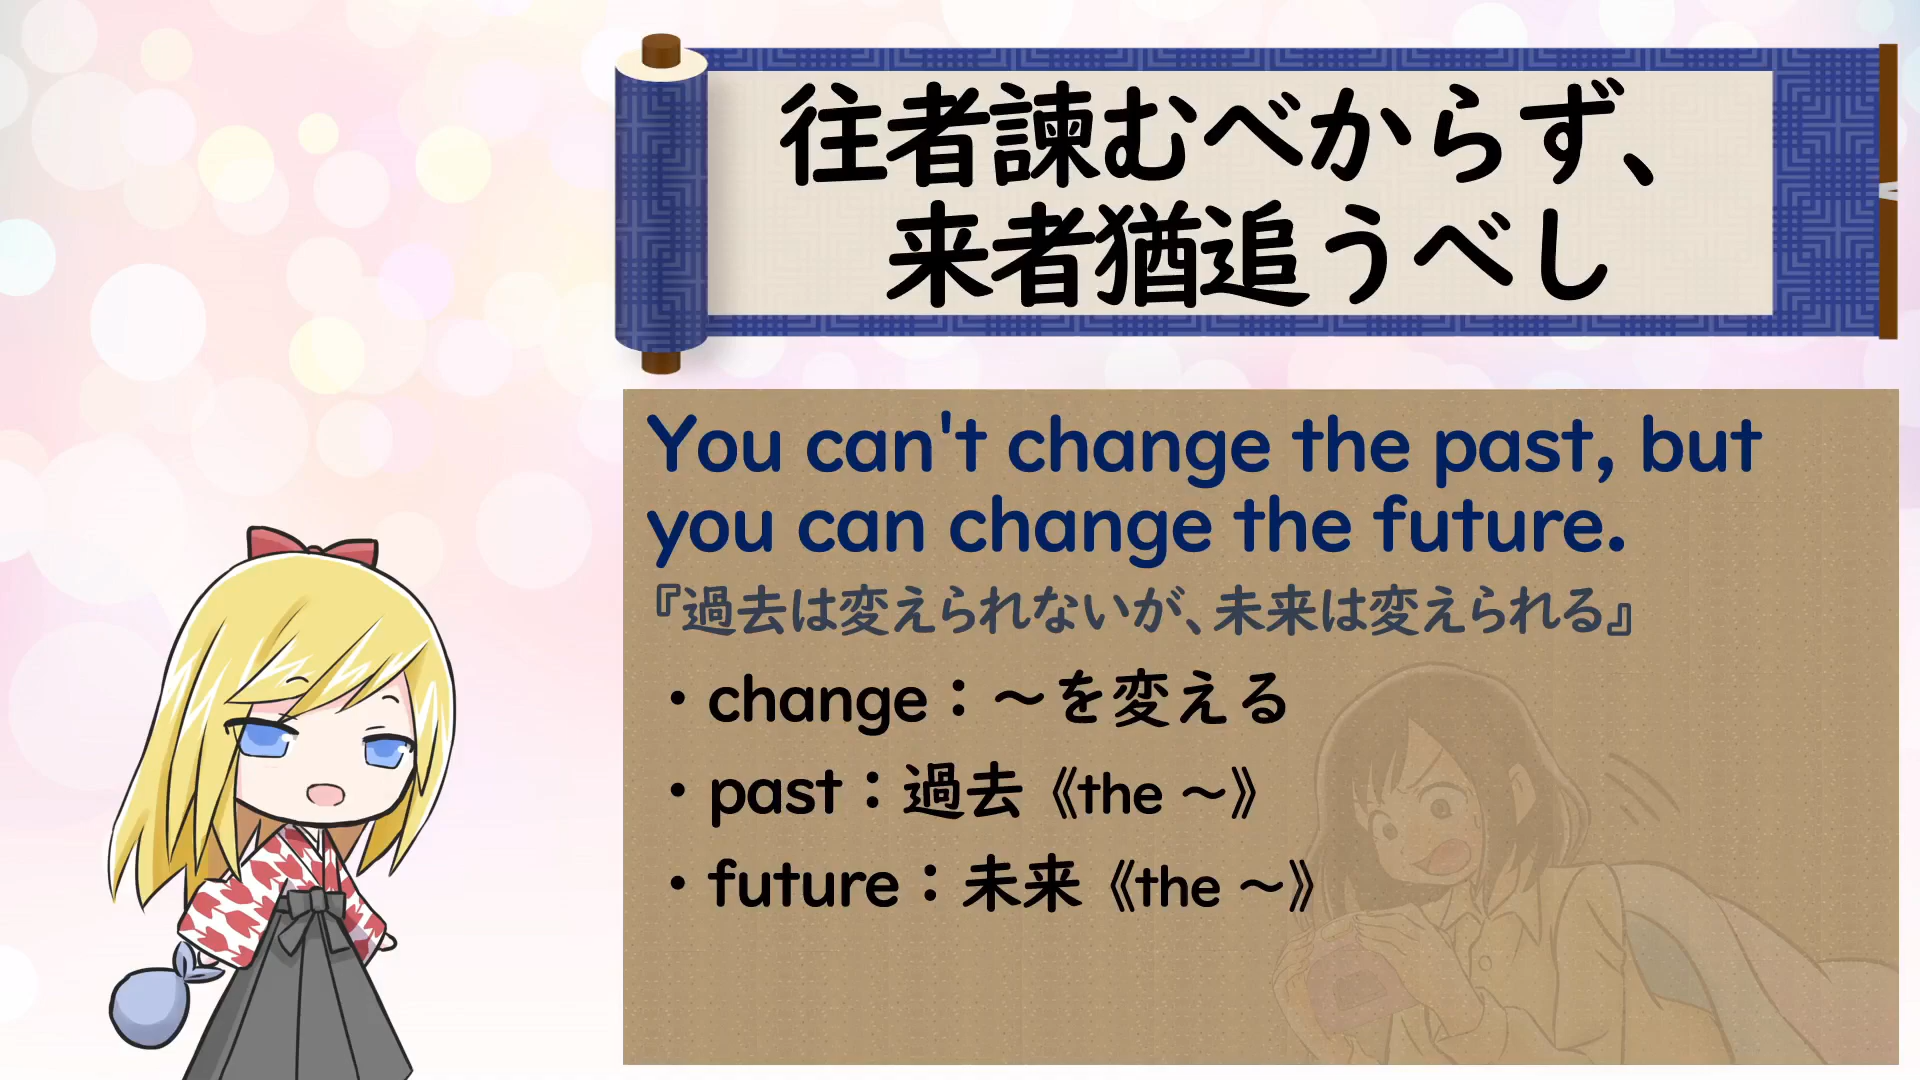 往者諫むべからず、
来者猶追うべし
You can't change the past, but
you can change the future.
『過去は変えられないが、未来は変えられる』
・change：～を変える
・past：過去《the ～》
・future：未来《the ～》